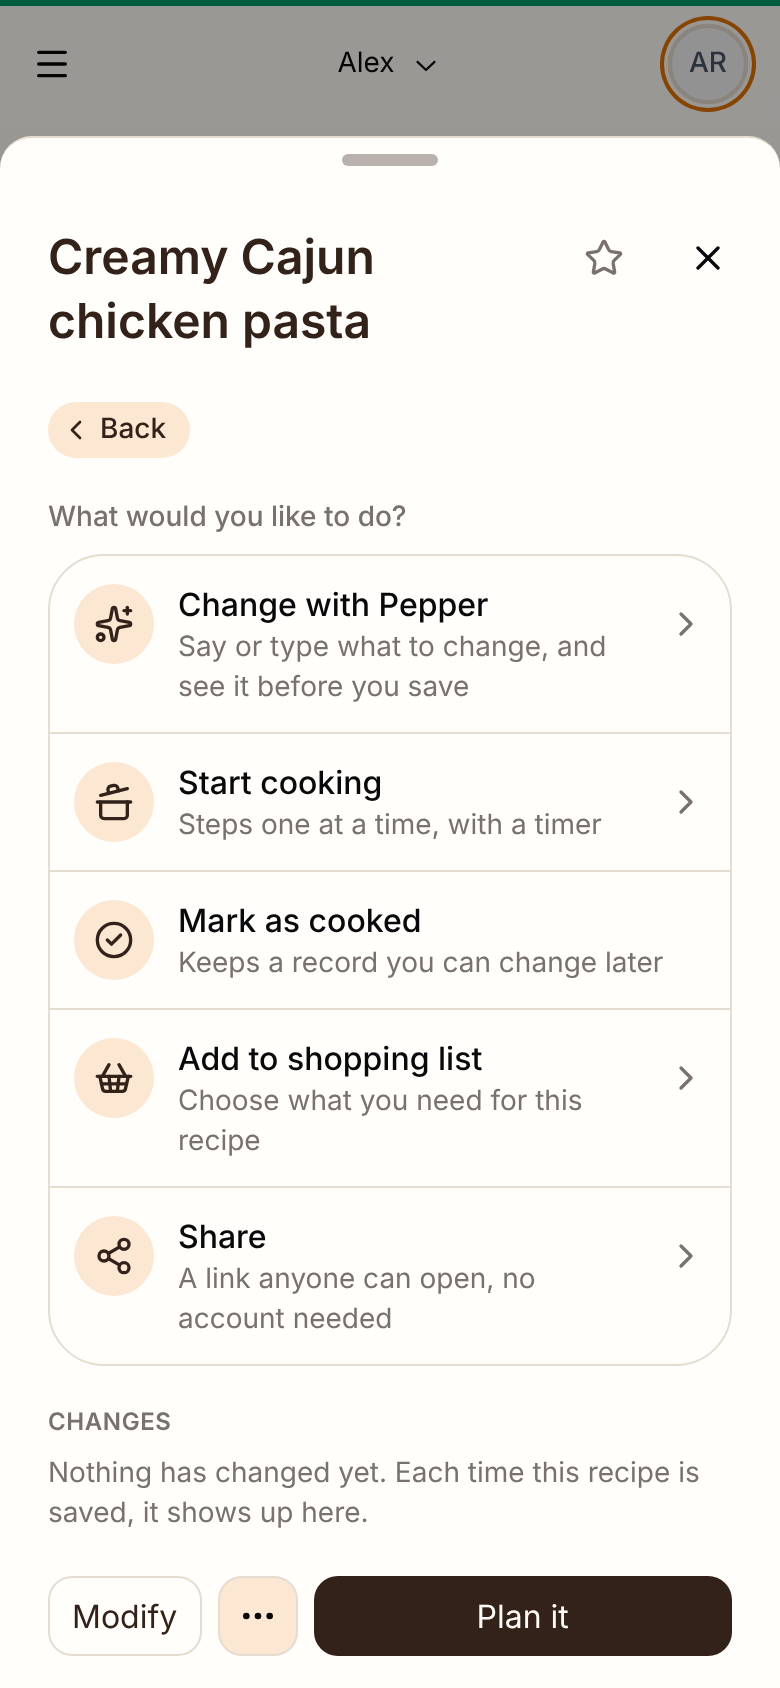 Alex
AR
Creamy Cajun
chicken pasta
Back
What would you like to do?
Change with Pepper
Say or type what to change, and
see it before you save
Start cooking
Steps one at a time, with a timer
Mark as cooked
Keeps a record you can change later
Add to shopping list
Choose what you need for this
recipe
Share
A link anyone can open, no
account needed
CHANGES
Nothing has changed yet. Each time this recipe is
saved, it shows up here.
Modify
Plan it